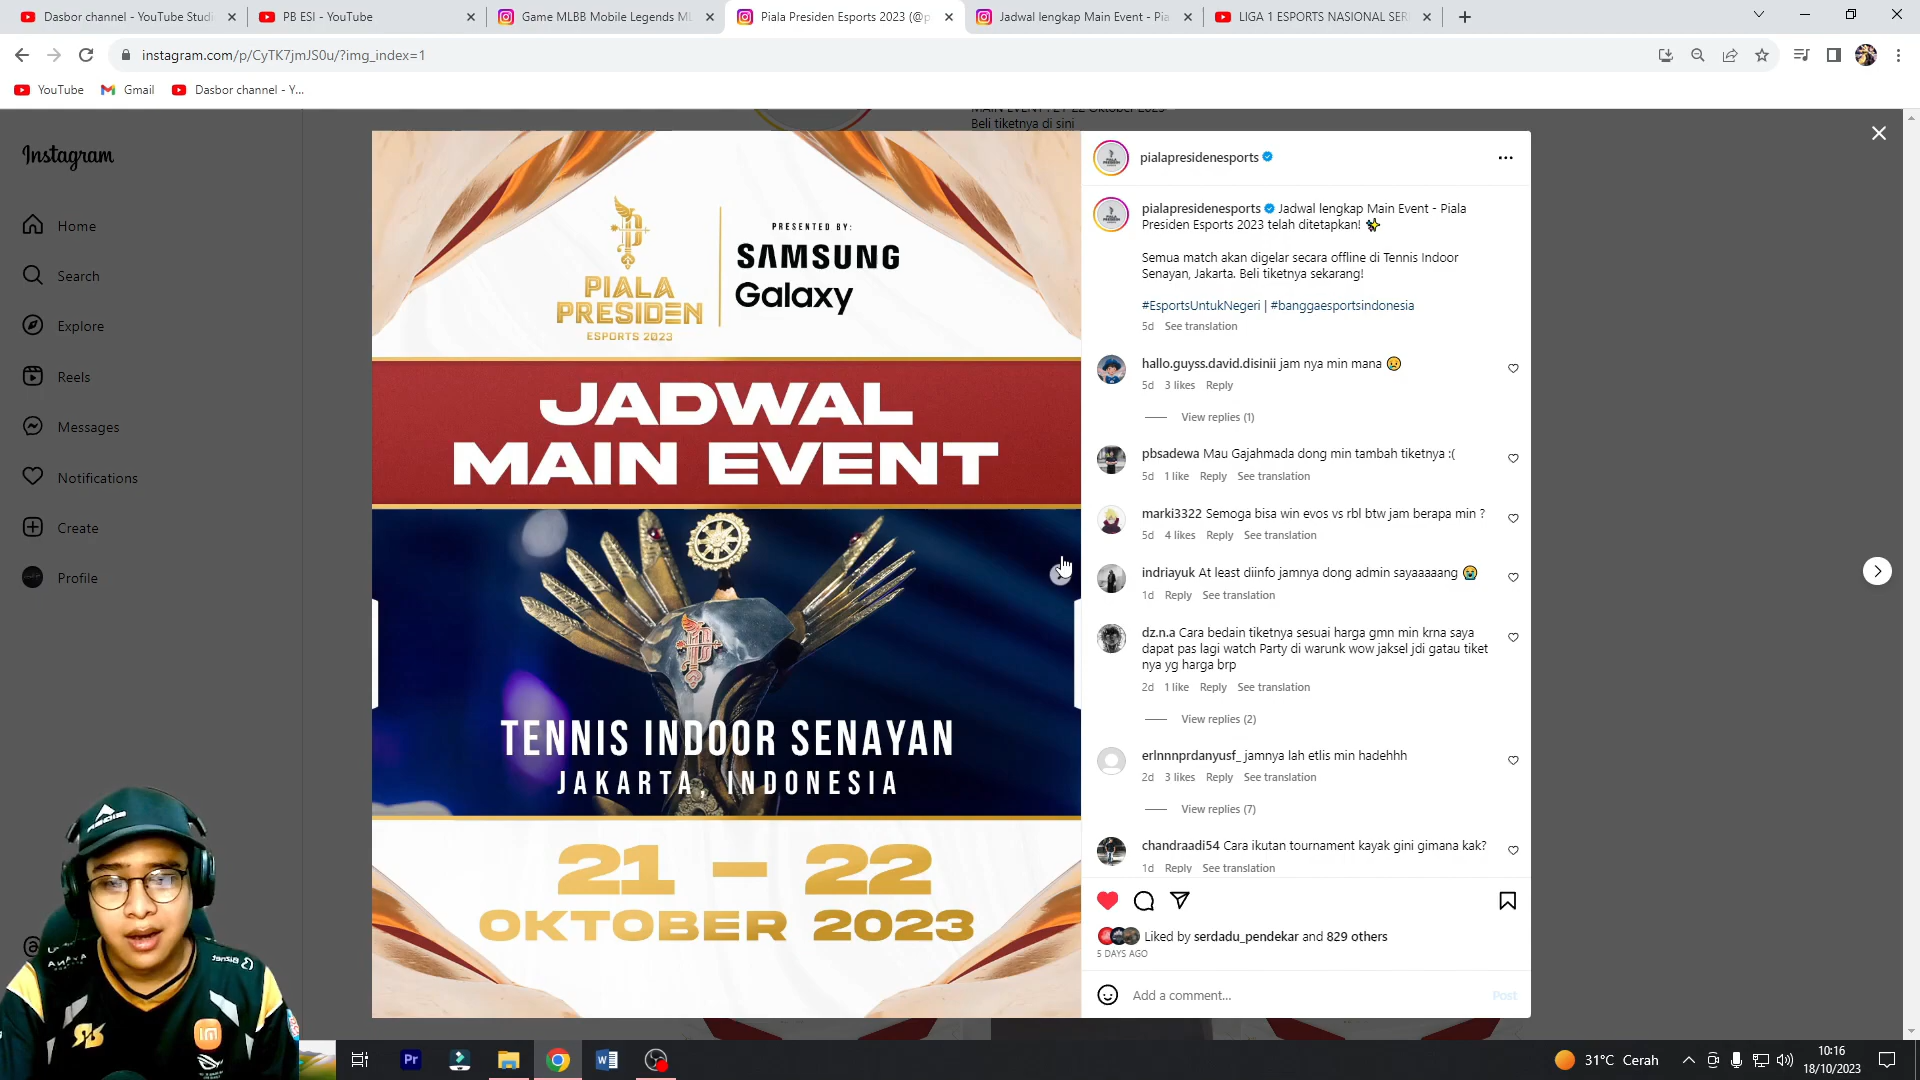 Dasbor channel - YouTube Studi
PB ESI - YouTube
Game MLBB Mobile Legends ML
Piala Presiden Esports 2023 (@p
Jadwal lengkap Main Event - Pia
LIGA 1 ESPORTS NASIONAL SER
instagram.com/p/CyTK7jmJS0u/?img_index=1
YouTube
Gmail
Dasbor channel - Y...
Beli tiketnya di sini
Instagram
Home
Search
Explore
Reels
Messages
Notifications
Create
Profile
PIALA
PRESIDEN
ESPORTS 2023
PRESENTED BY:
SAMSUNG
Galaxy
JADWAL
MAIN EVENT
TENNIS INDOOR SENAYAN
JAKARTA, INDONESIA
21 – 22
OKTOBER 2023
pialapresidenesports
pialapresidenesports Jadwal lengkap Main Event - Piala
Presiden Esports 2023 telah ditetapkan! ✨
Semua match akan digelar secara offline di Tennis Indoor
Senayan, Jakarta. Beli tiketnya sekarang!
#EsportsUntukNegeri | #banggaesportsindonesia
5d See translation
hallo.guyss.david.disinii jam nya min mana 😢
5d 3 likes Reply
View replies (1)
pbsadewa Mau Gajahmada dong min tambah tiketnya :(
5d 1 like Reply See translation
marki3322 Semoga bisa win evos vs rbl btw jam berapa min ?
5d 4 likes Reply See translation
indriayuk At least diinfo jamnya dong admin sayaaaaang 😭
1d Reply See translation
dz.n.a Cara bedain tiketnya sesuai harga gmn min krna saya
dapat pas lagi watch Party di warunk wow jaksel jdi gatau tiket
nya yg harga brp
2d 1 like Reply See translation
View replies (2)
erlnnnprdanyusf_ jamnya lah etlis min hadehhh
2d 3 likes Reply See translation
View replies (7)
chandraadi54 Cara ikutan tournament kayak gini gimana kak?
1d Reply See translation
Liked by serdadu_pendekar and 829 others
5 DAYS AGO
Add a comment...
Post
Pr
31°C Cerah
10:16
18/10/2023